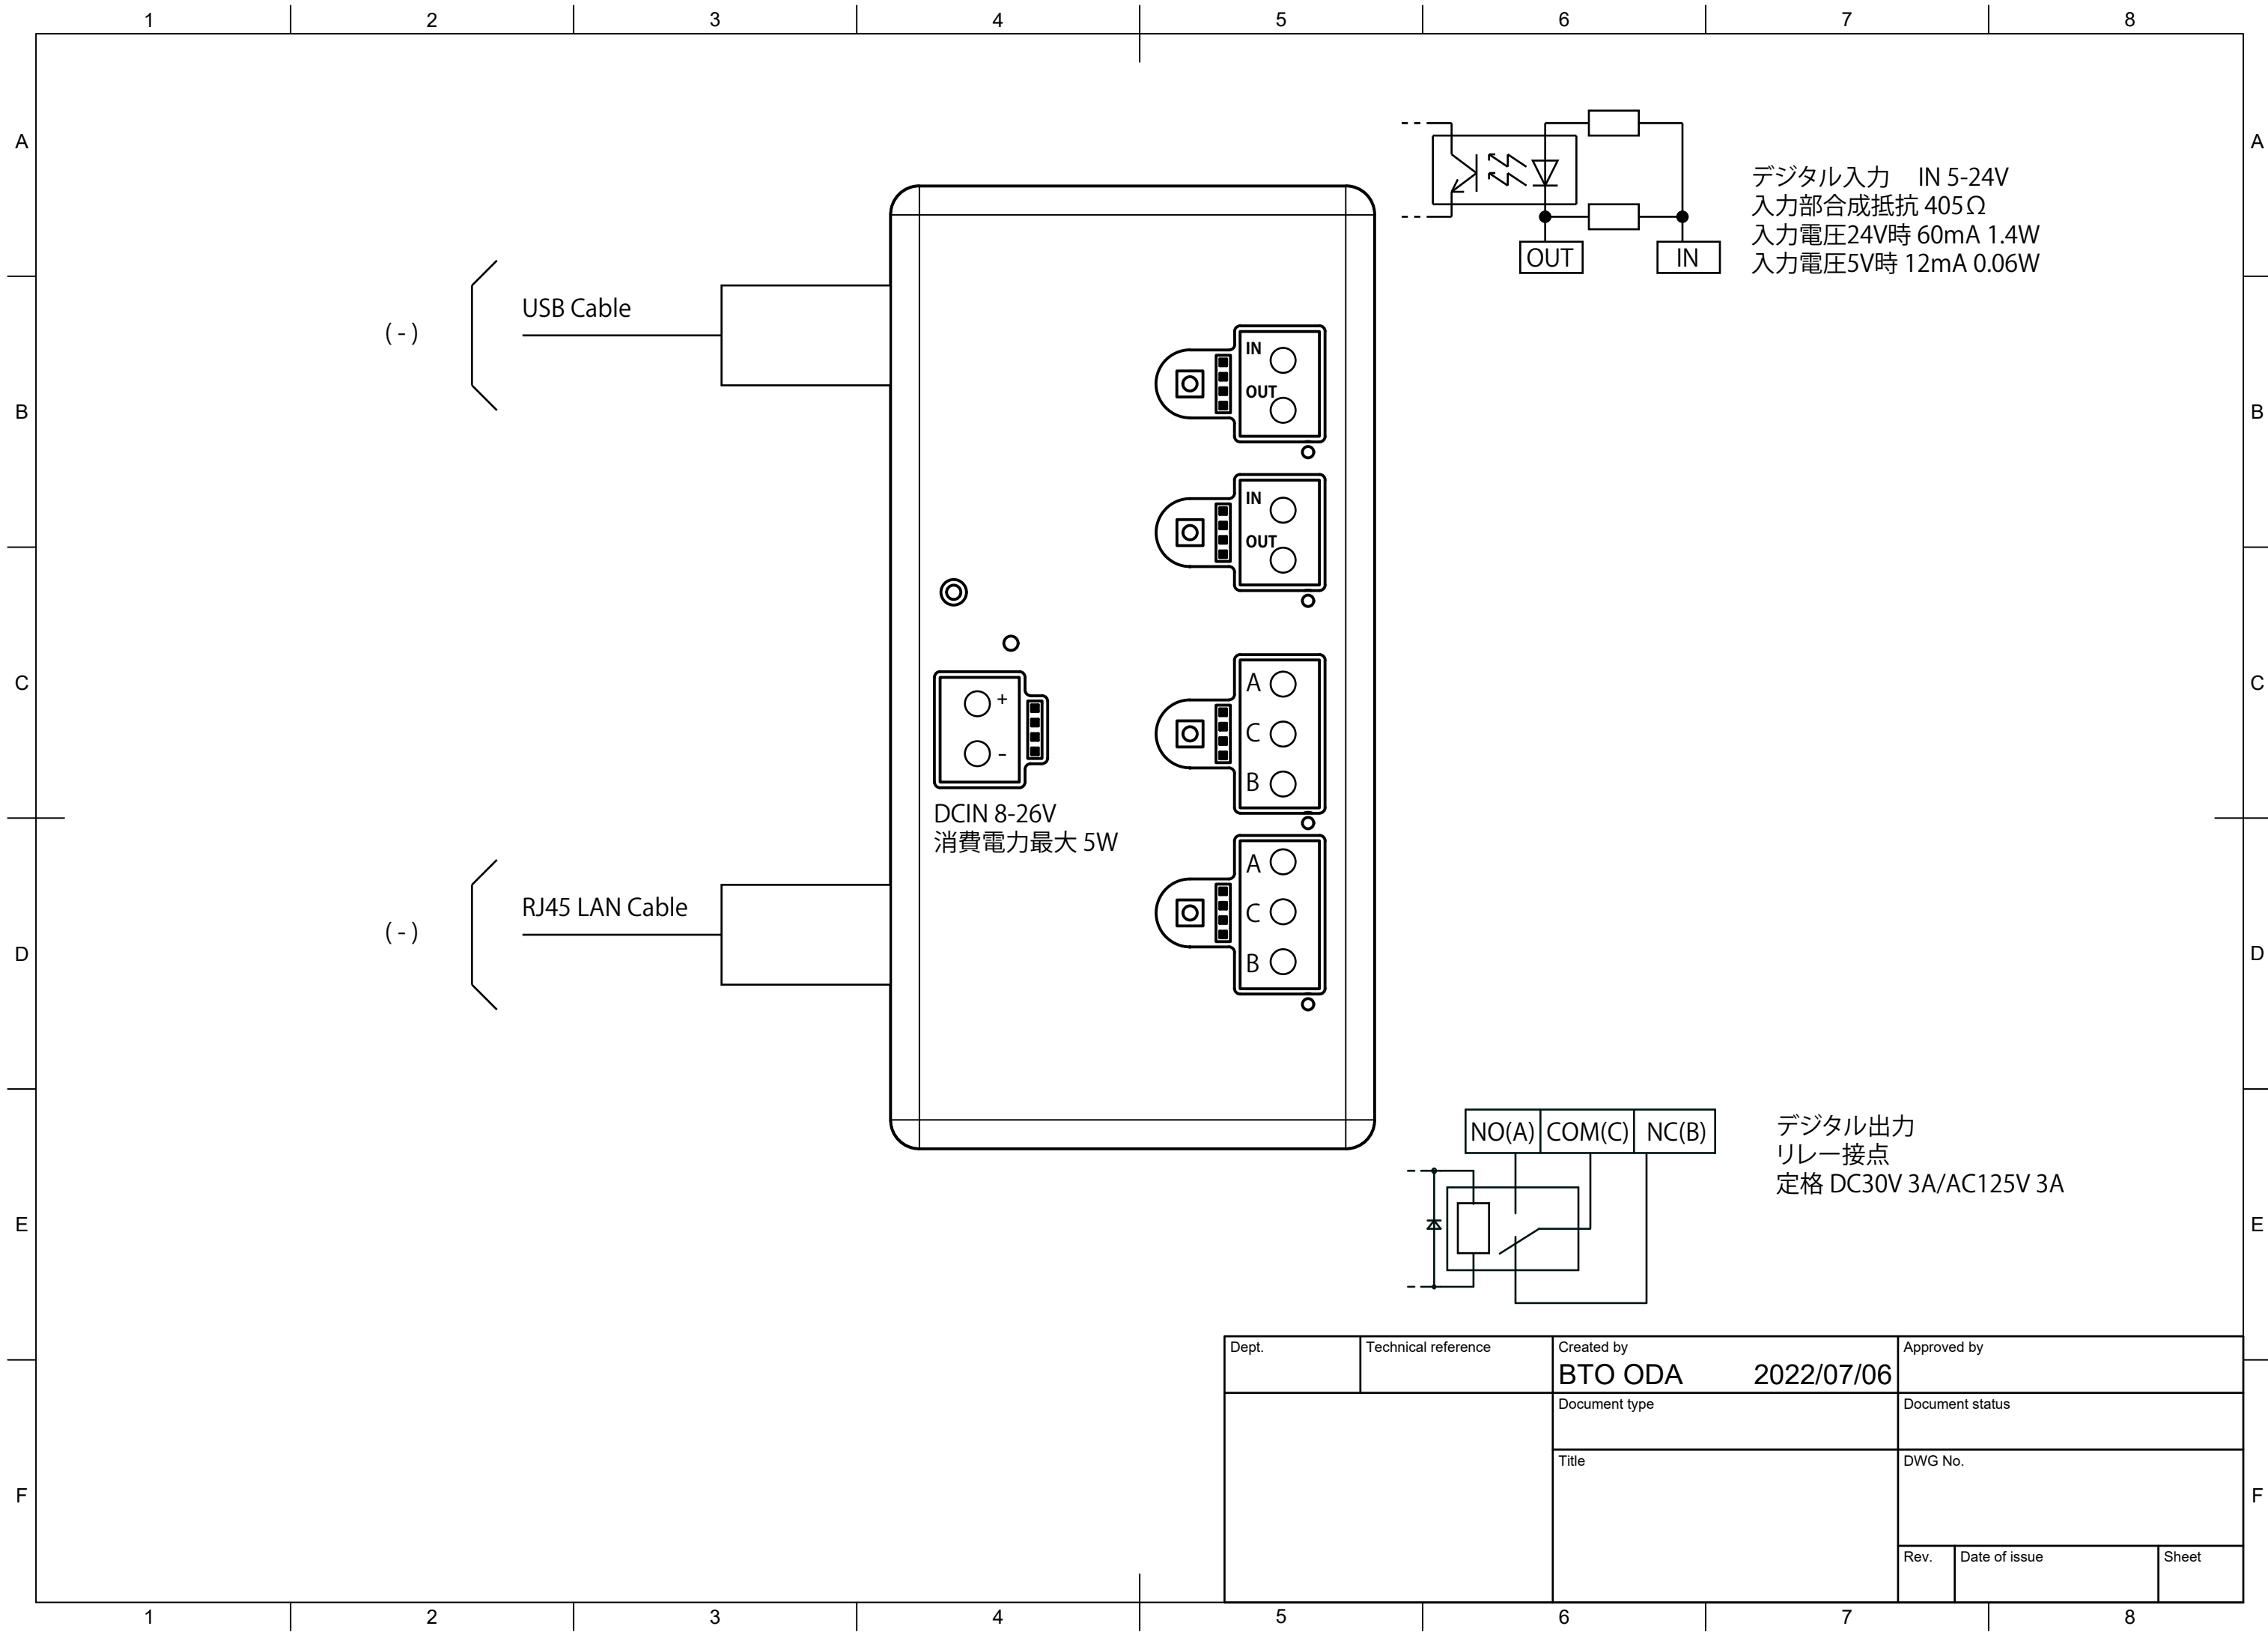 1 2 3 4 5 6 7 8
A A
デジタル入力 IN 5-24V
入力部合成抵抗 405Ω
入力電圧24V時 60mA 1.4W
入力電圧5V時 12mA 0.06W
OUT IN
USB Cable
( - )
IN
OUT
B B
IN
OUT
C C
+
-
A
C
B
DCIN 8-26V
消費電力最大 5W
A
C
B
RJ45 LAN Cable
( - )
D D
NO(A) COM(C) NC(B)
デジタル出力
リレー接点
定格 DC30V 3A/AC125V 3A
E E
Dept. Technical reference Created by Approved by
BTO ODA 2022/07/06
Document type Document status
Title DWG No.
F F
Rev. Date of issue Sheet
1 2 3 4 5 6 7 8